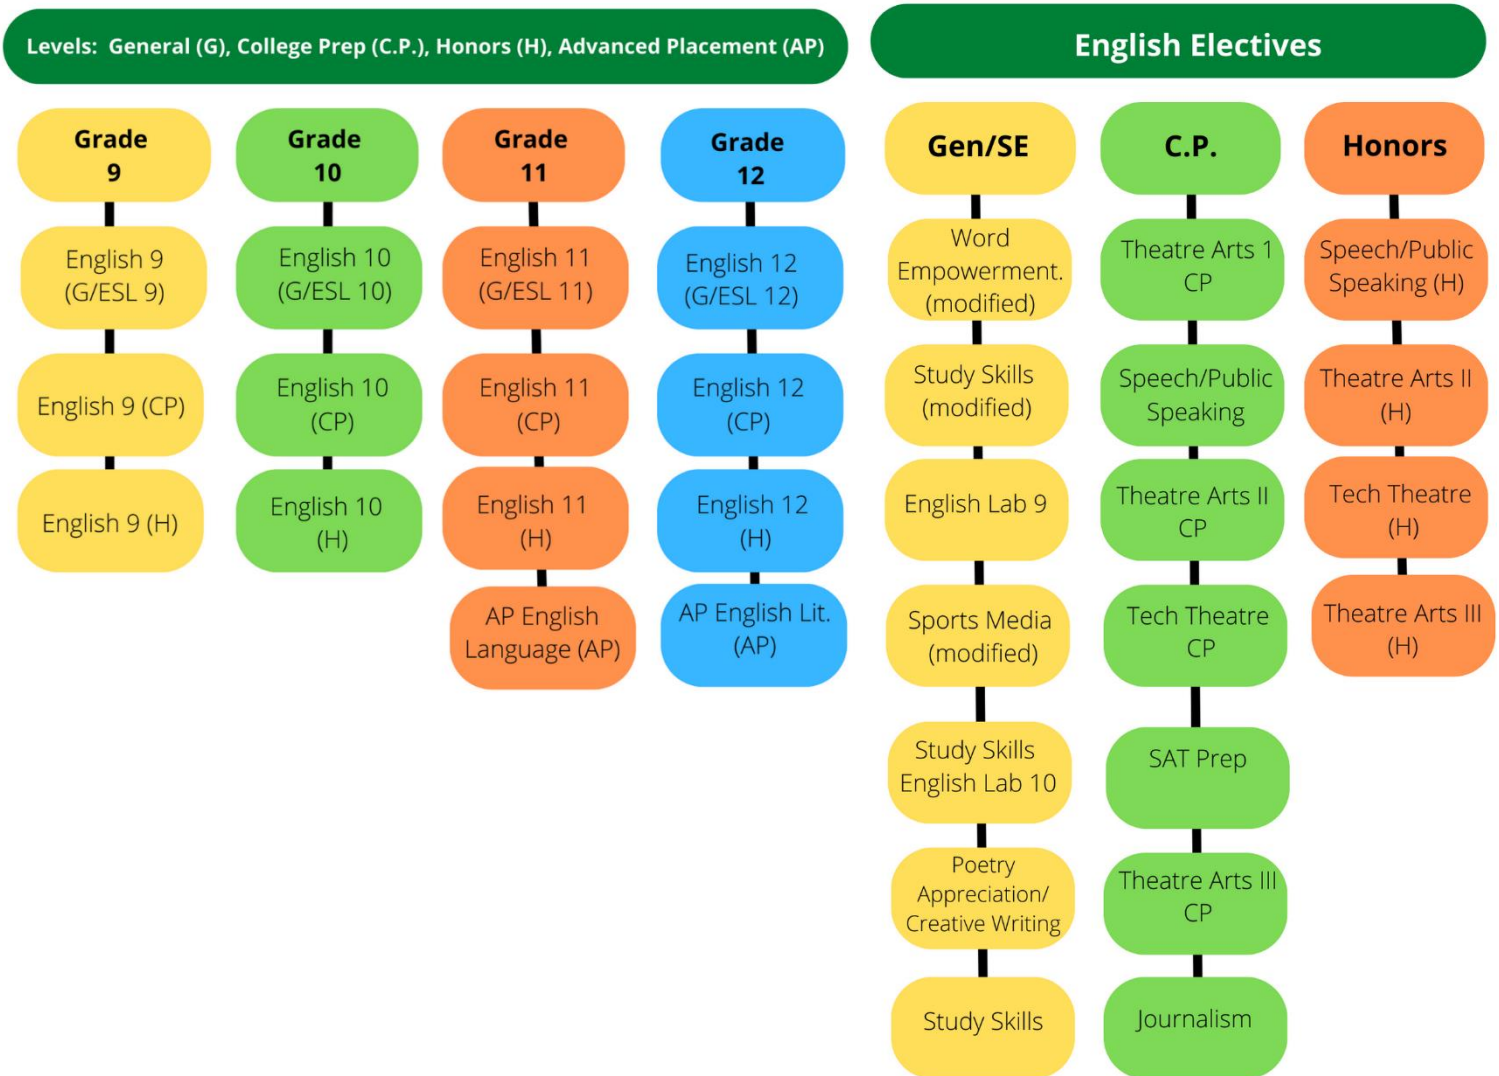 Levels:  General (G), College Prep (C.P.), Honors (H), Advanced Placement (AP)
Grade
9
English 9
(G/ESL 9)
English 9 (CP)
English 9 (H)
Grade
10
English 10
(G/ESL 10)
English 10
(CP)
English 10
(H)
Grade
11
English 11
(G/ESL 11)
English 11
(CP)
English 11
(H)
AP English
Language (AP)
Grade
12
English 12
(G/ESL 12)
English 12
(CP)
English 12
(H)
AP English Lit.
(AP)
English Electives
Gen/SE
Word
Empowerment.
(modified)
Study Skills
(modified)
English Lab 9
Sports Media
(modified)
Study Skills
English Lab 10
Poetry
Appreciation/
Creative Writing
Study Skills
C.P.
Theatre Arts 1
CP
Speech/Public
Speaking
Theatre Arts II
CP
Tech Theatre
CP
SAT Prep
Theatre Arts III
CP
Journalism
Honors
Speech/Public
Speaking (H)
Theatre Arts II
(H)
Tech Theatre
(H)
Theatre Arts III
(H)